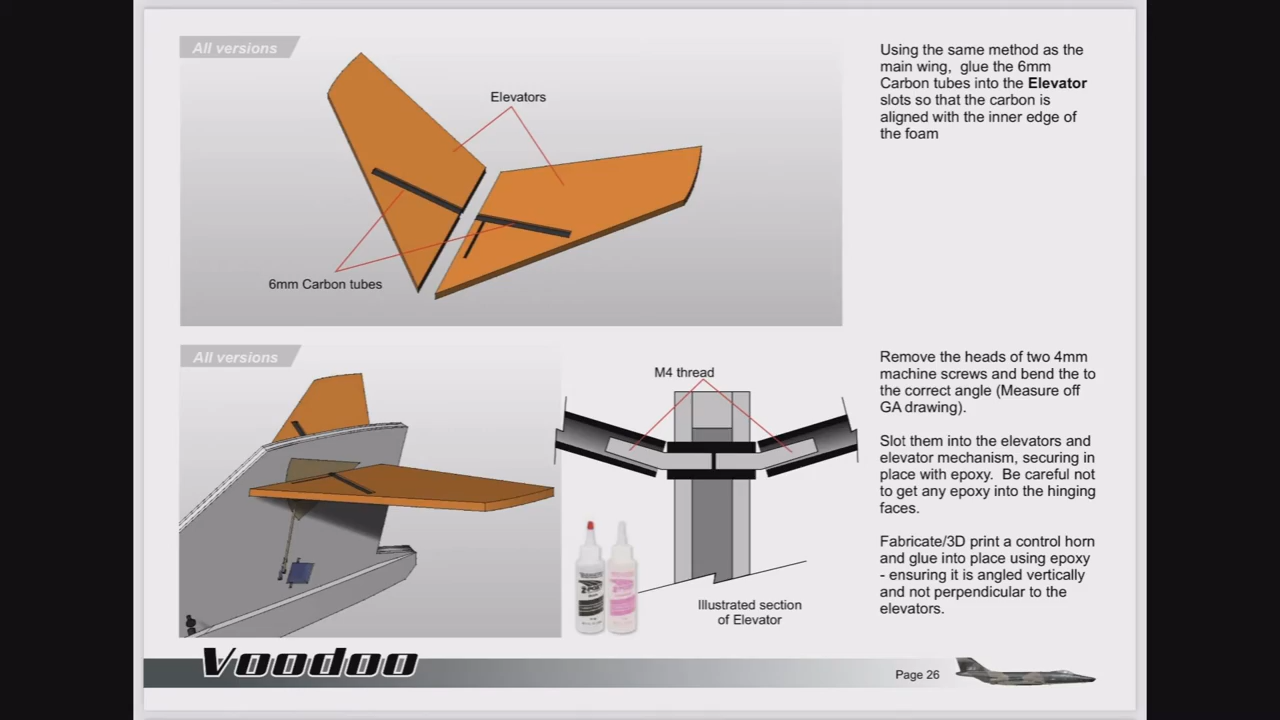 All versions
Elevators
6mm Carbon tubes
Using the same method as the
main wing,  glue the 6mm
Carbon tubes into the Elevator
slots so that the carbon is
aligned with the inner edge of
the foam
All versions
M4 thread
Illustrated section
of Elevator
Remove the heads of two 4mm
machine screws and bend the to
the correct angle (Measure off
GA drawing).
Slot them into the elevators and
elevator mechanism, securing in
place with epoxy.  Be careful not
to get any epoxy into the hinging
faces.
Fabricate/3D print a control horn
and glue into place using epoxy
- ensuring it is angled vertically
and not perpendicular to the
elevators.
Voodoo
Page 26